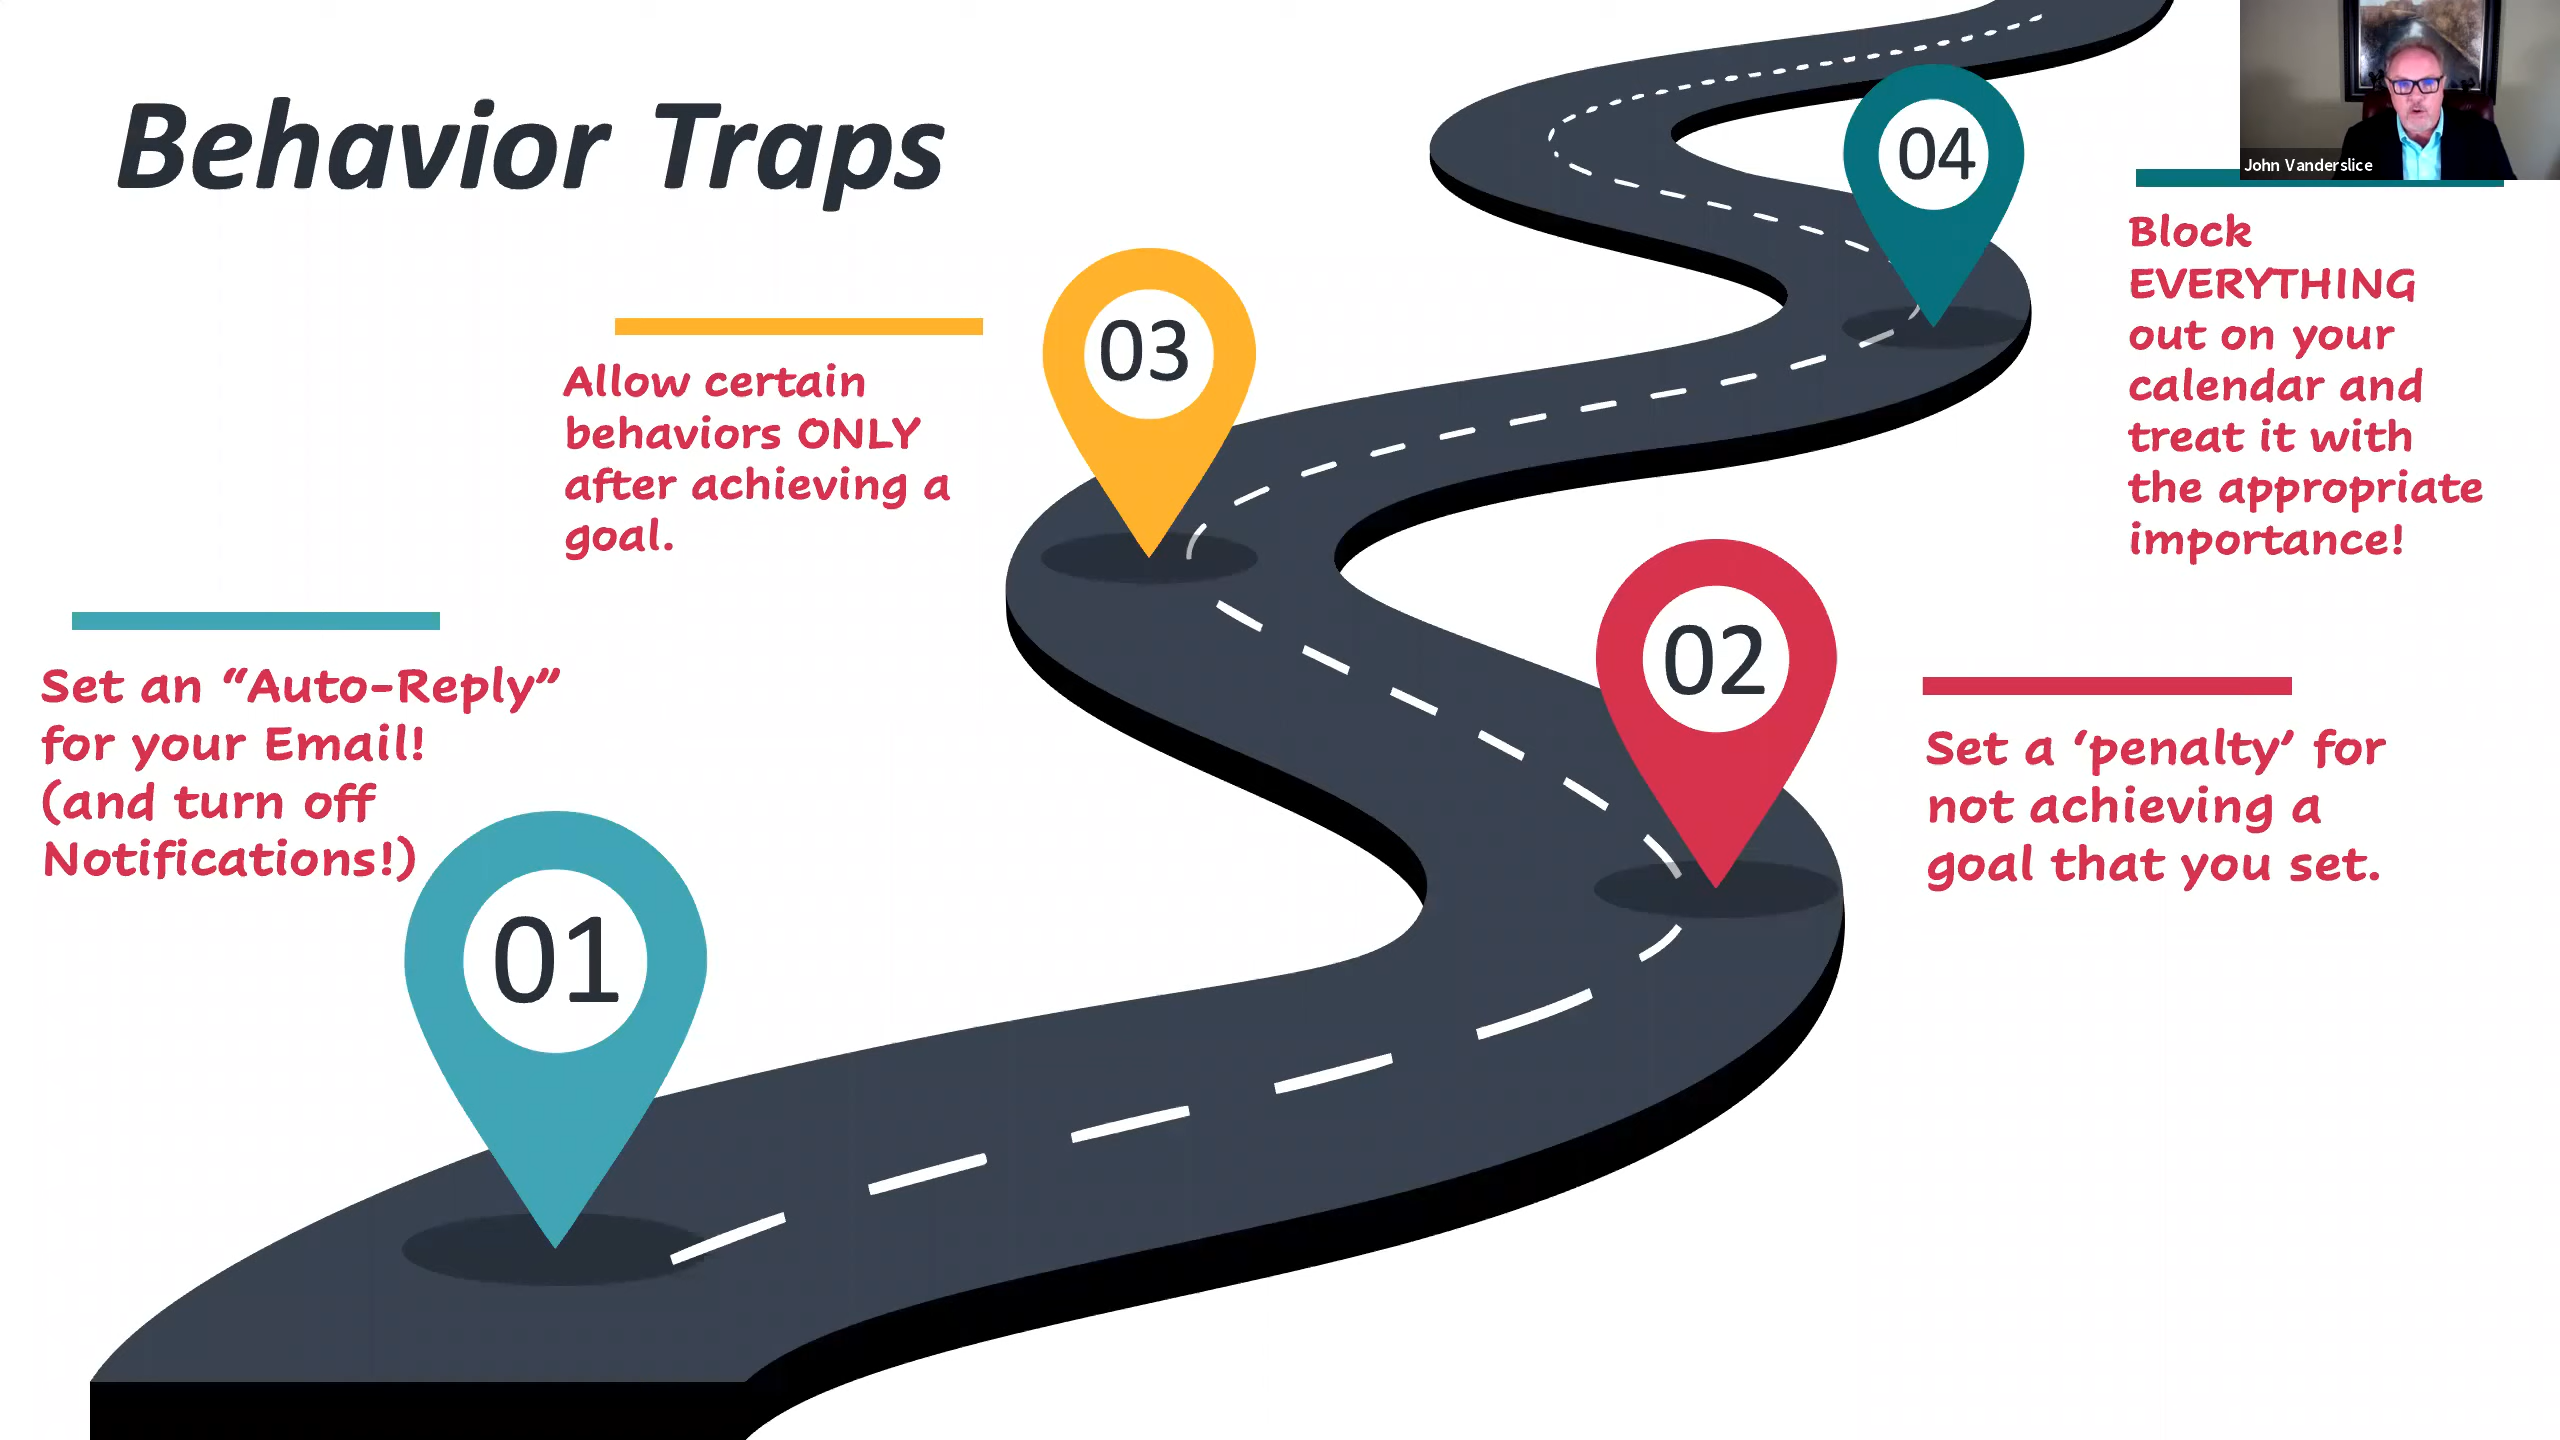 Behavior Traps
01
Set an “Auto-Reply”
for your Email!
(and turn off
Notifications!)
02
Set a ‘penalty’ for
not achieving a
goal that you set.
03
Allow certain
behaviors ONLY
after achieving a
goal.
04
Block
EVERYTHING
out on your
calendar and
treat it with
the appropriate
importance!
John Vanderslice